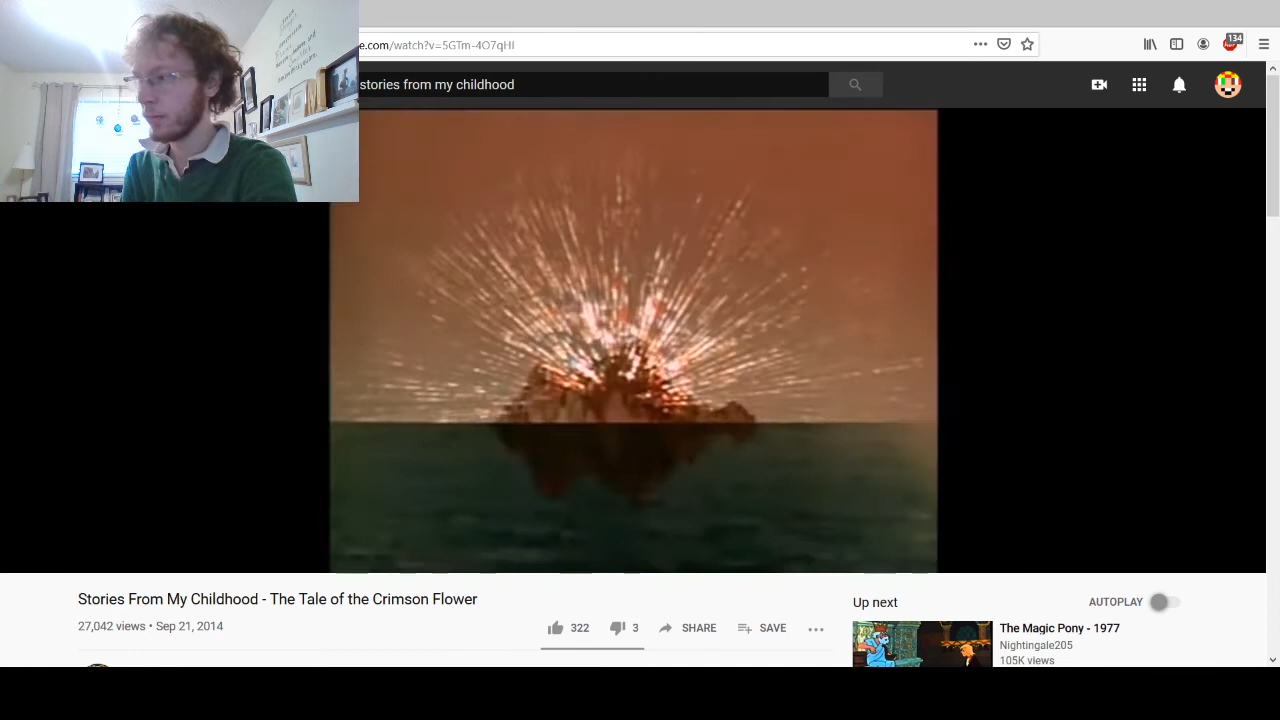 e.com/watch?v=5GTm-4O7qHI
134
stories from my childhood
Stories From My Childhood - The Tale of the Crimson Flower
27,042 views • Sep 21, 2014
322
3
SHARE
SAVE
Up next
AUTOPLAY
The Magic Pony - 1977
Nightingale205
105K views